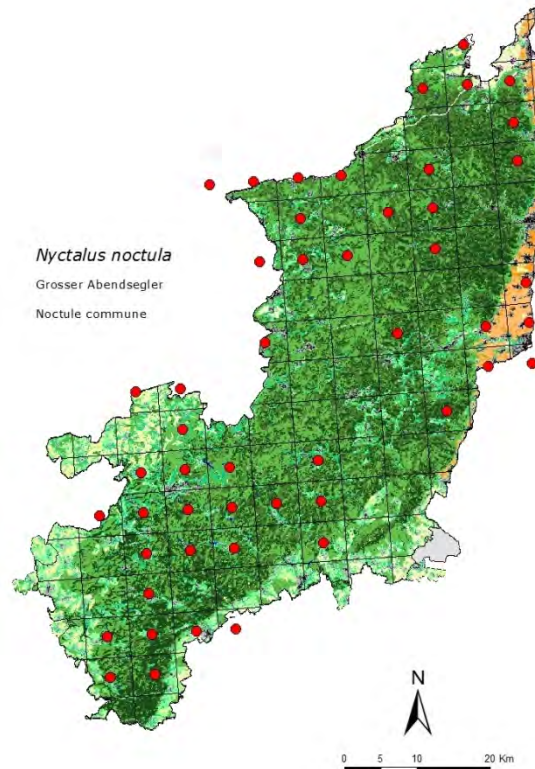 Nyctalus noctula
Grosser Abendsegler
Noctule commune
N
0 5 10 20 Km